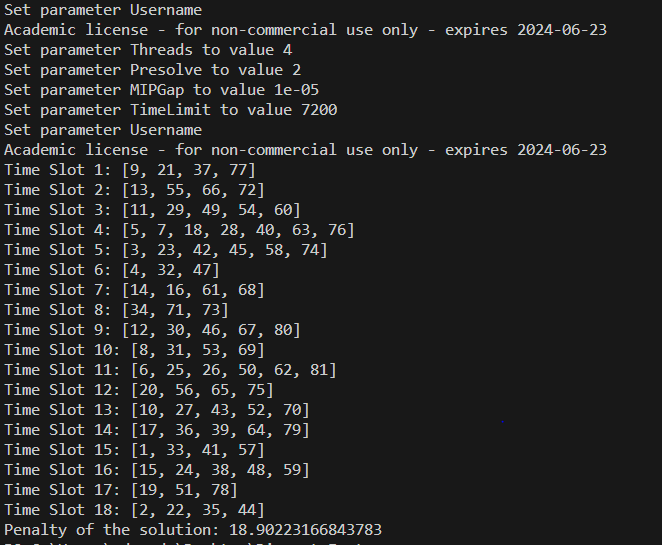 Set parameter Username
Academic license - for non-commercial use only - expires 2024-06-23
Set parameter Threads to value 4
Set parameter Presolve to value 2
Set parameter MIPGap to value 1e-05
Set parameter TimeLimit to value 7200
Set parameter Username
Academic license - for non-commercial use only - expires 2024-06-23
Time Slot 1: [9, 21, 37, 77]
Time Slot 2: [13, 55, 66, 72]
Time Slot 3: [11, 29, 49, 54, 60]
Time Slot 4: [5, 7, 18, 28, 40, 63, 76]
Time Slot 5: [3, 23, 42, 45, 58, 74]
Time Slot 6: [4, 32, 47]
Time Slot 7: [14, 16, 61, 68]
Time Slot 8: [34, 71, 73]
Time Slot 9: [12, 30, 46, 67, 80]
Time Slot 10: [8, 31, 53, 69]
Time Slot 11: [6, 25, 26, 50, 62, 81]
Time Slot 12: [20, 56, 65, 75]
Time Slot 13: [10, 27, 43, 52, 70]
Time Slot 14: [17, 36, 39, 64, 79]
Time Slot 15: [1, 33, 41, 57]
Time Slot 16: [15, 24, 38, 48, 59]
Time Slot 17: [19, 51, 78]
Time Slot 18: [2, 22, 35, 44]
Penalty of the solution: 18.90223166843783